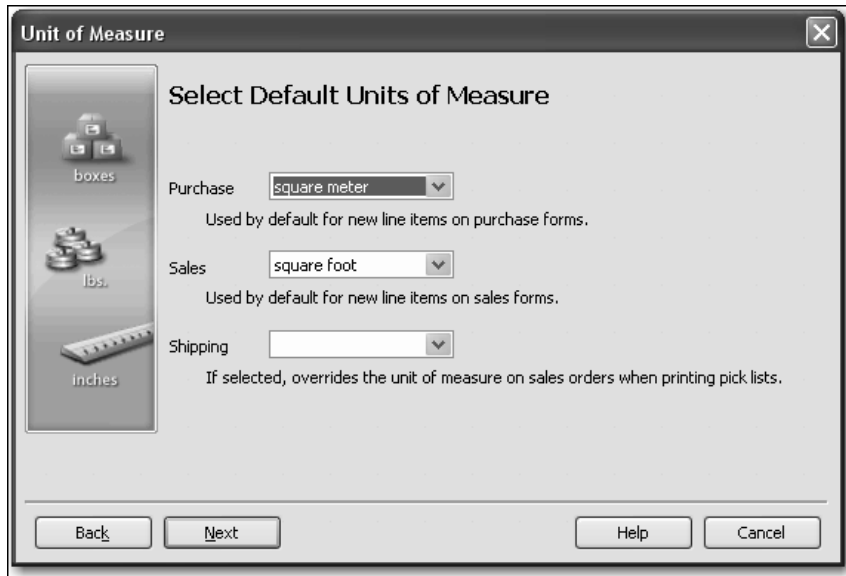 Unit of Measure
Select Default Units of Measure
boxes
lbs.
inches
Purchase square meter
Used by default for new line items on purchase forms.
Sales square foot
Used by default for new line items on sales forms.
Shipping
If selected, overrides the unit of measure on sales orders when printing pick lists.
Back Next Help Cancel